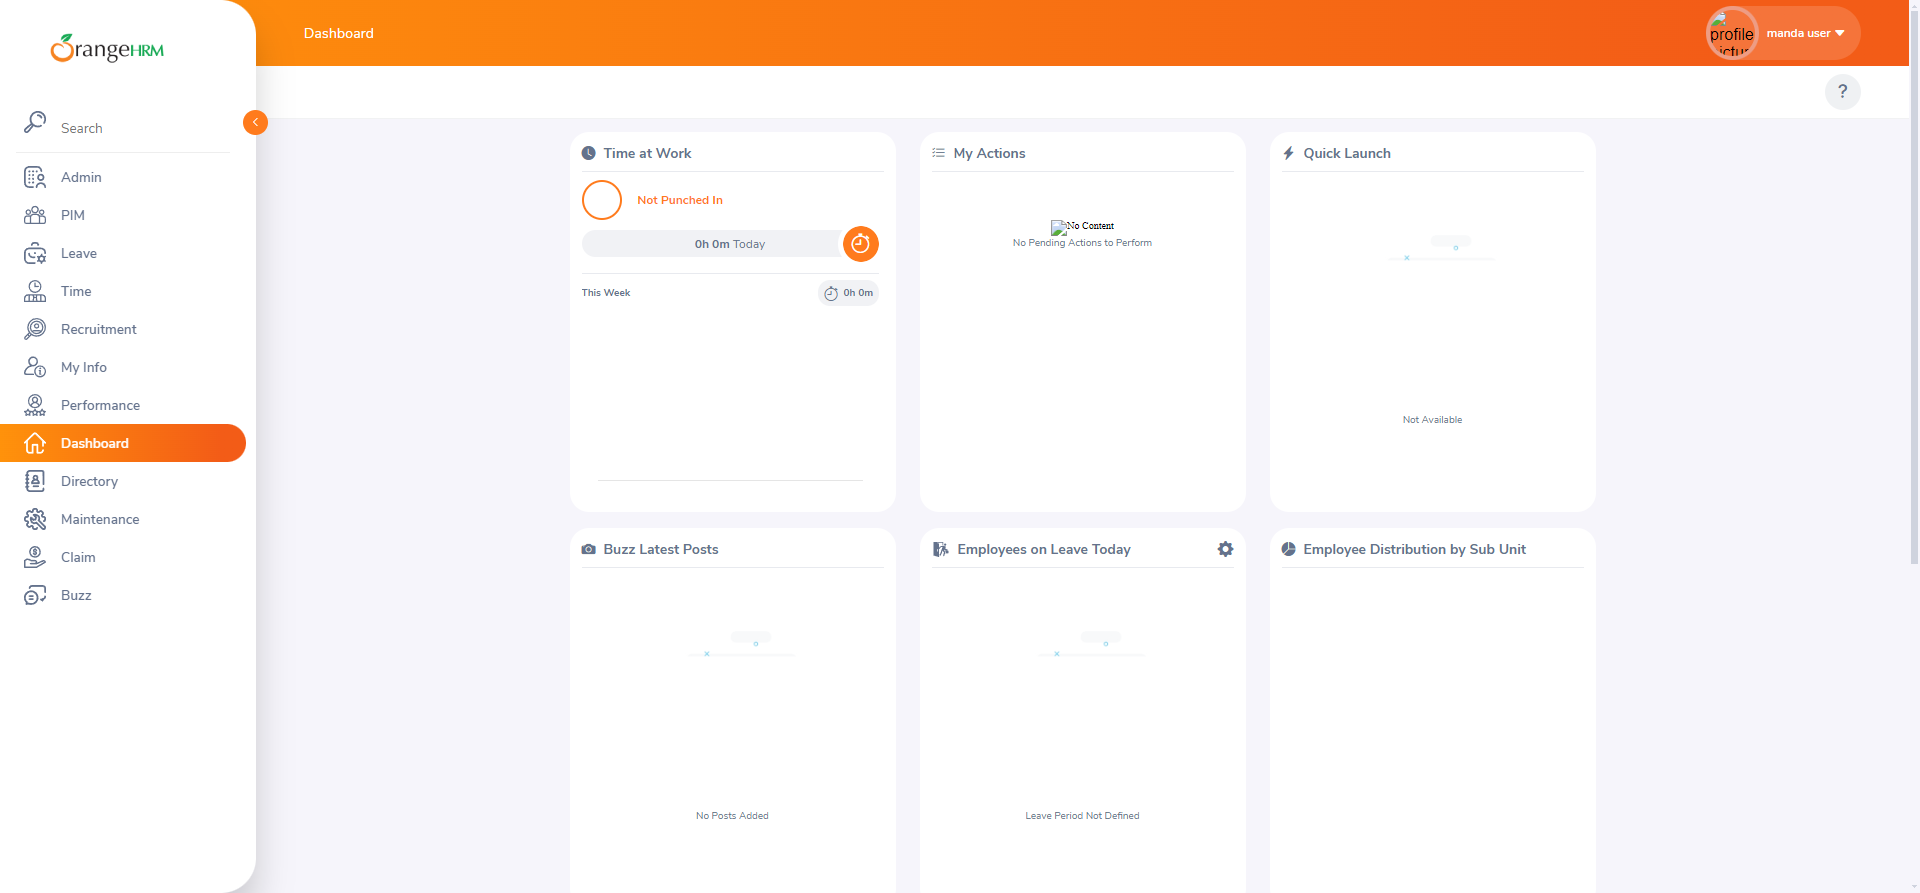 OrangeHRM
Search
Admin
PIM
Leave
Time
Recruitment
My Info
Performance
Dashboard
Directory
Maintenance
Claim
Buzz
Dashboard
profile
manda user
?
Time at Work
Not Punched In
0h 0m Today
This Week
0h 0m
My Actions
No Content
No Pending Actions to Perform
Quick Launch
Not Available
Buzz Latest Posts
No Posts Added
Employees on Leave Today
Leave Period Not Defined
Employee Distribution by Sub Unit